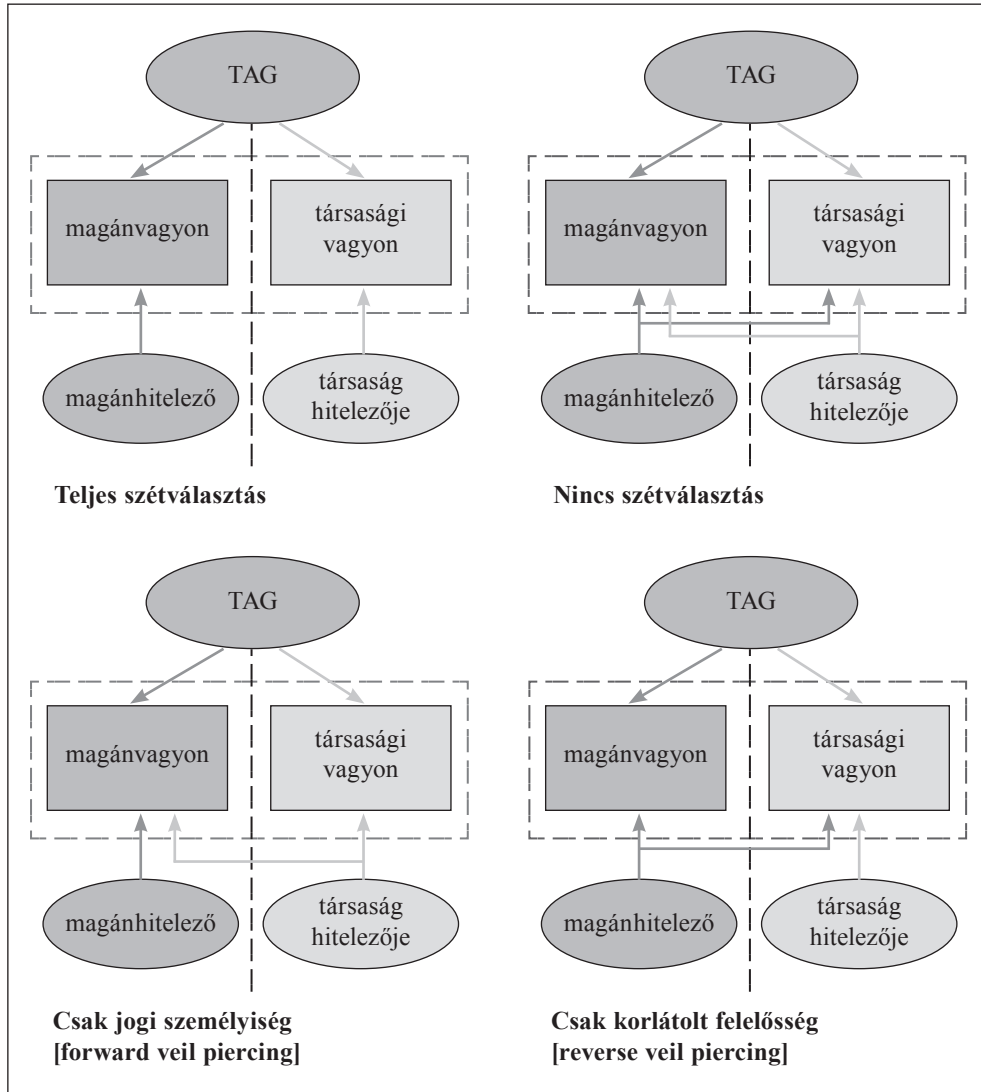 TAG
magánvagyon
társasági
vagyon
magánhitelező
társaság
hitelezője
Teljes szétválasztás
TAG
magánvagyon
társasági
vagyon
magánhitelező
társaság
hitelezője
Nincs szétválasztás
TAG
magánvagyon
társasági
vagyon
magánhitelező
társaság
hitelezője
Csak jogi személyiség
[forward veil piercing]
TAG
magánvagyon
társasági
vagyon
magánhitelező
társaság
hitelezője
Csak korlátolt felelősség
[reverse veil piercing]